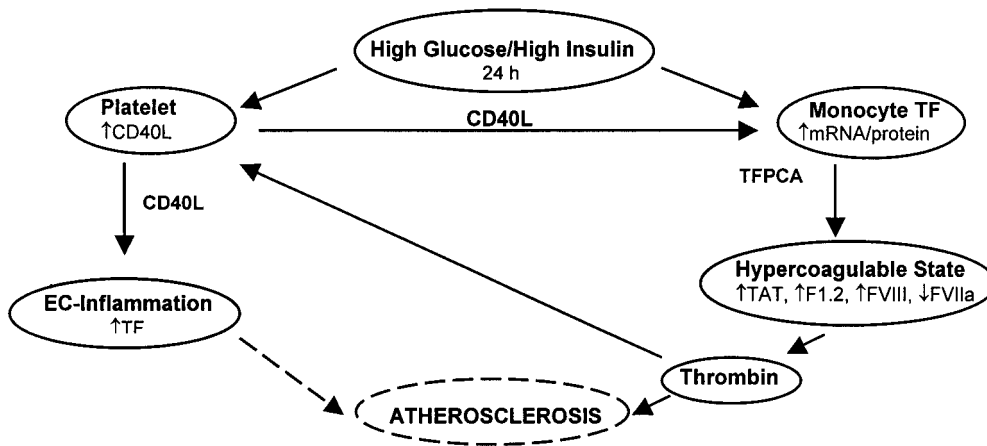 High Glucose/High Insulin
24 h
Platelet
↑CD40L
CD40L
Monocyte TF
↑mRNA/protein
TFPCA
CD40L
Hypercoagulable State
↑TAT, ↑F1.2, ↑FVIII, ↓FVIIa
EC-Inflammation
↑TF
Thrombin
ATHEROSCLEROSIS